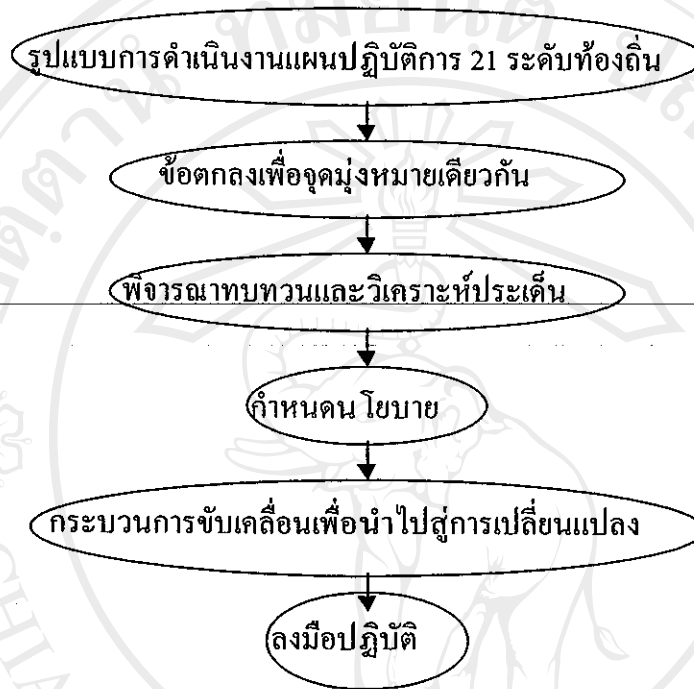 รูปแบบการดำเนินงานแผนปฏิบัติการ 21 ระดับท้องถิ่น
ข้อตกลงเพื่อจุดมุ่งหมายเดียวกัน
พิจารณาทบทวนและวิเคราะห์ประเด็น
กำหนดนโยบาย
กระบวนการขับเคลื่อนเพื่อนำไปสู่การเปลี่ยนแปลง
ลงมือปฏิบัติ